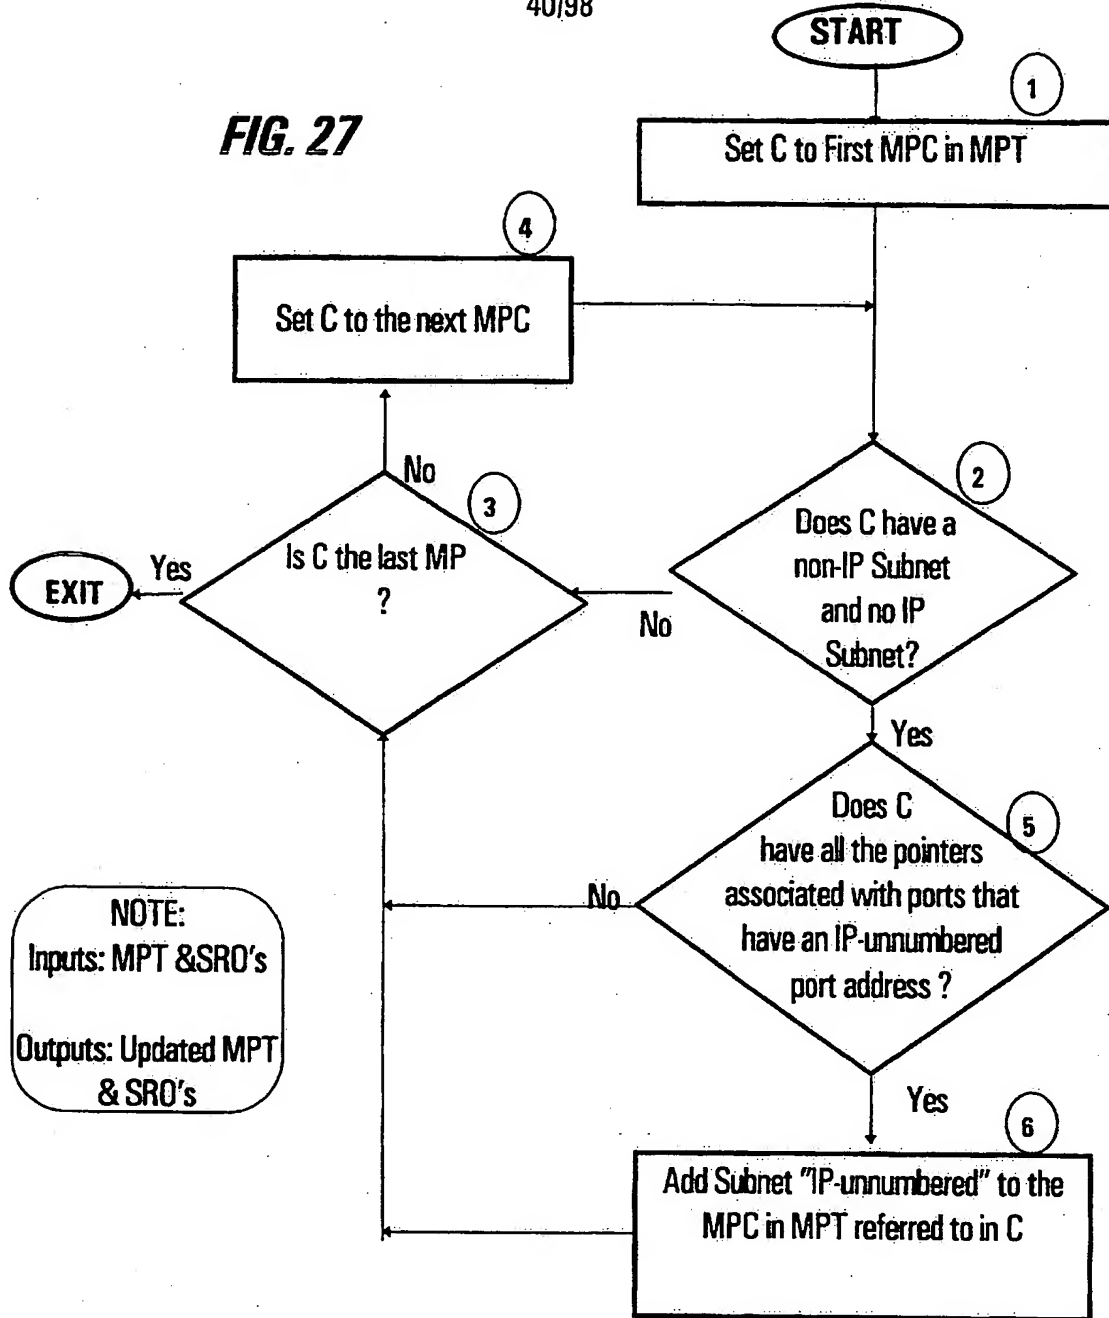 40/98
START
FIG. 27
1
Set C to First MPC in MPT
4
Set C to the next MPC
No
3
2
Does C have a
non-IP Subnet
and no IP
Subnet?
Is C the last MP
?
Yes
EXIT
No
Yes
Does C
have all the pointers
associated with ports that
have an IP-unnumbered
port address ?
5
No
NOTE:
Inputs: MPT &SRO's
Outputs: Updated MPT
& SRO's
Yes
6
Add Subnet "IP-unnumbered" to the
MPC in MPT referred to in C